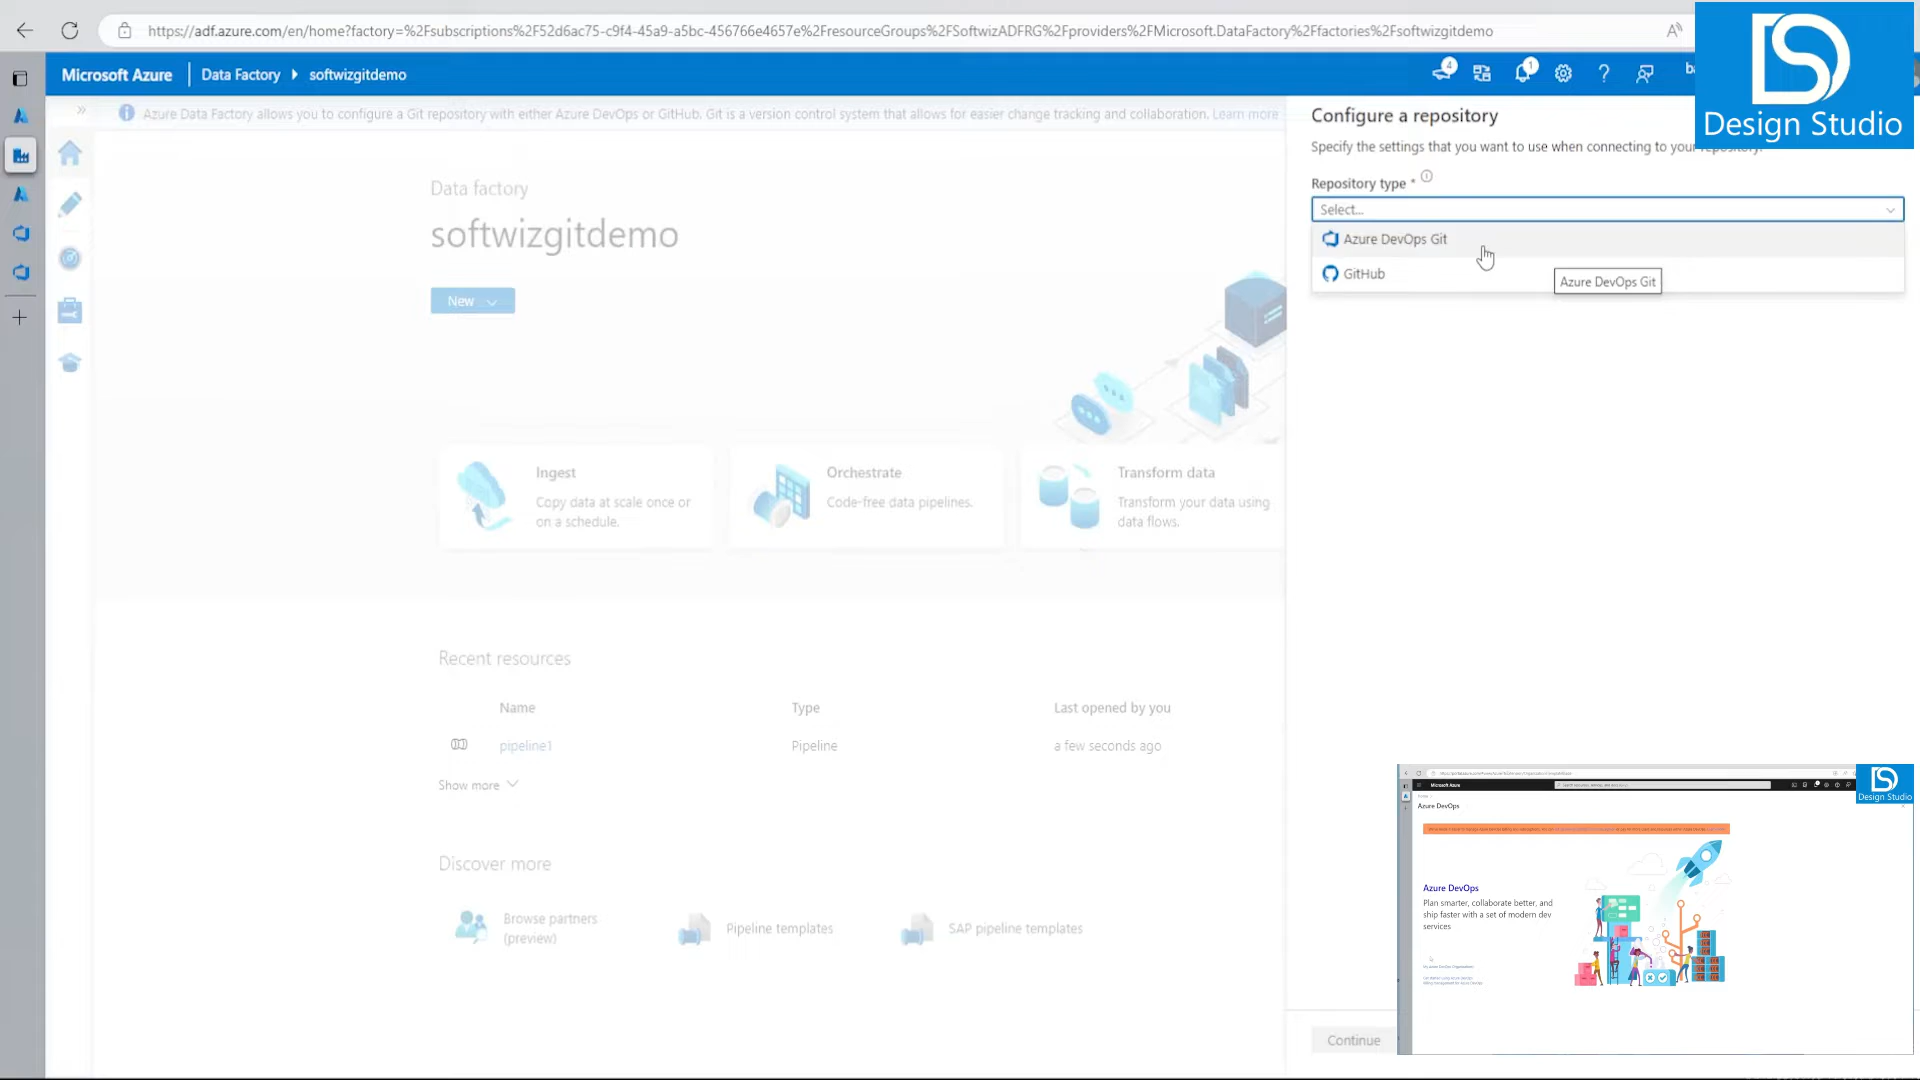 https://adf.azure.com/en/home?factory=%2Fsubscriptions%2F52d6ac75-c9f4-45a9-a5bc-456766e4657e%2FresourceGroups%2FSoftwizADFRG%2Fproviders%2FMicrosoft.DataFactory%2Ffactories%2Fsoftwizgitdemo
Microsoft Azure
Data Factory
softwizgitdemo
4
1
Design Studio
Azure Data Factory allows you to configure a Git repository with either Azure DevOps or GitHub. Git is a version control system that allows for easier change tracking and collaboration. Learn more
Configure a repository
Specify the settings that you want to use when connecting to your repository.
Repository type *
Select...
Azure DevOps Git
GitHub
Azure DevOps Git
Data factory
softwizgitdemo
New
Ingest
Copy data at scale once or
on a schedule.
Orchestrate
Code-free data pipelines.
Transform data
Transform your data using
data flows.
Recent resources
Name Type Last opened by you
pipeline1 Pipeline a few seconds ago
Show more
Discover more
Browse partners
(preview)
Pipeline templates
SAP pipeline templates
Continue
Microsoft Azure
Design Studio
Azure DevOps
Azure DevOps
Plan smarter, collaborate better, and
ship faster with a set of modern dev
services